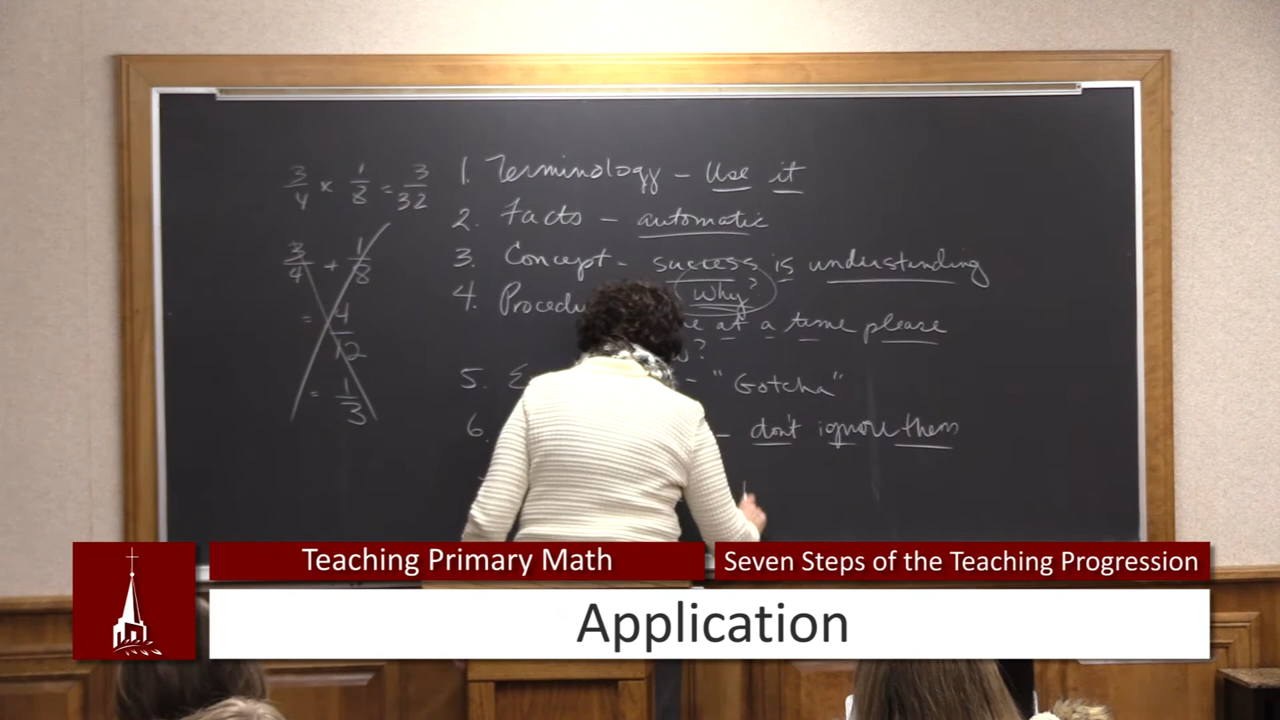 3/4 × 1/8 = 3/32
3/4 + 1/8
= 4/12
= 1/3
1. Terminology - Use it
2. Facts - automatic
3. Concept - success is understanding
4. Why?
at a time please
5. - "Gotcha"
6. - don't ignore them
Teaching Primary Math
Seven Steps of the Teaching Progression
Application